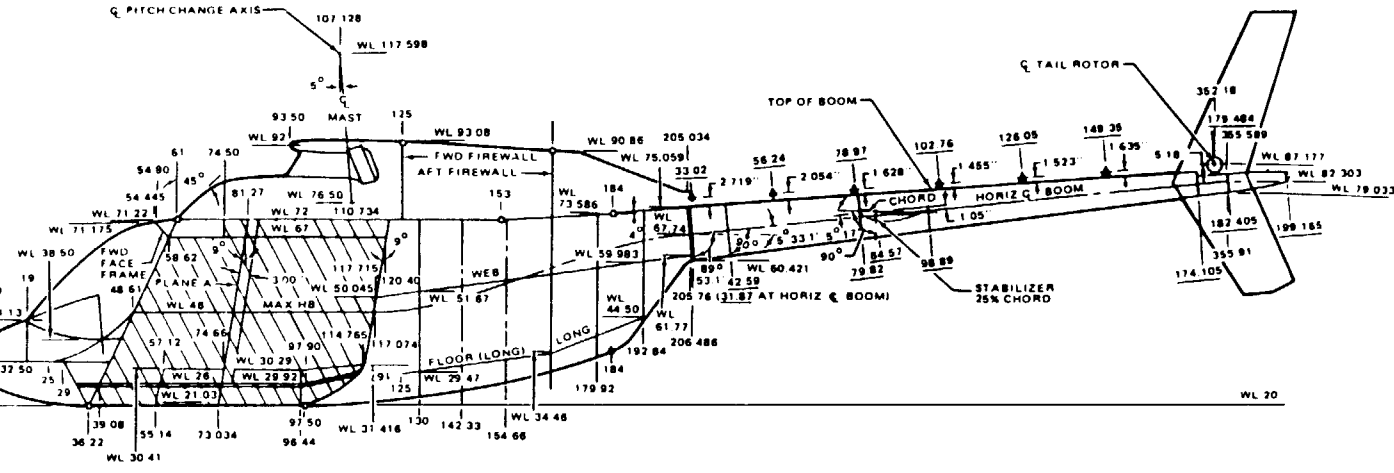 ℄ PITCH CHANGE AXIS
107 128
WL 117 598
5°
℄
MAST
93 50
WL 92
125
WL 93 08
WL 90 86
205 034
FWD FIREWALL
AFT FIREWALL
WL 75.059
33 02
56 24
78 97
102 76
126 05
149 35
TOP OF BOOM
℄ TAIL ROTOR
352 18
179 484
355 589
WL 87 177
WL 82 303
WL 79 033
5 18
1 635"
1 523"
1 455"
1 628"
2 054"
2 719"
CHORD
HORIZ ℄ BOOM
1 05"
61
74 50
54 80
45°
54 445
81 27
WL 76 50
110 734
153
WL
73 586
184
WL 71 22
WL 72
WL 67
WL 71 175
4°
WL
67.74
WL 38 50
FWD
FACE
FRAME
58 62
9°
9°
PLANE A
3 00
117 715
120 40
WL 50 045
WEB
WL 59 983
89°
90°
5° 33 1'
5° 17'
90°
WL 60.421
53.1
42 59
79 82
84 57
98 89
STABILIZER
25% CHORD
182 405
355 91
174 105
199 165
19
48 61
WL 48
MAX HB
WL 51.67
205 76 (31.87 AT HORIZ ℄ BOOM)
WL
44 50
WL
61.77
206 486
57 12
74 66
97 90
114 765
117 074
FLOOR (LONG)
LONG
192 84
32 50
25
29
WL 30 29
WL 26
WL 29 92
WL 21 03
125
WL 29 47
184
179 92
WL 20
36 22
39 08
55 14
WL 30 41
73 034
97 50
96 44
WL 31 416
130
142 33
154 66
WL 34 46